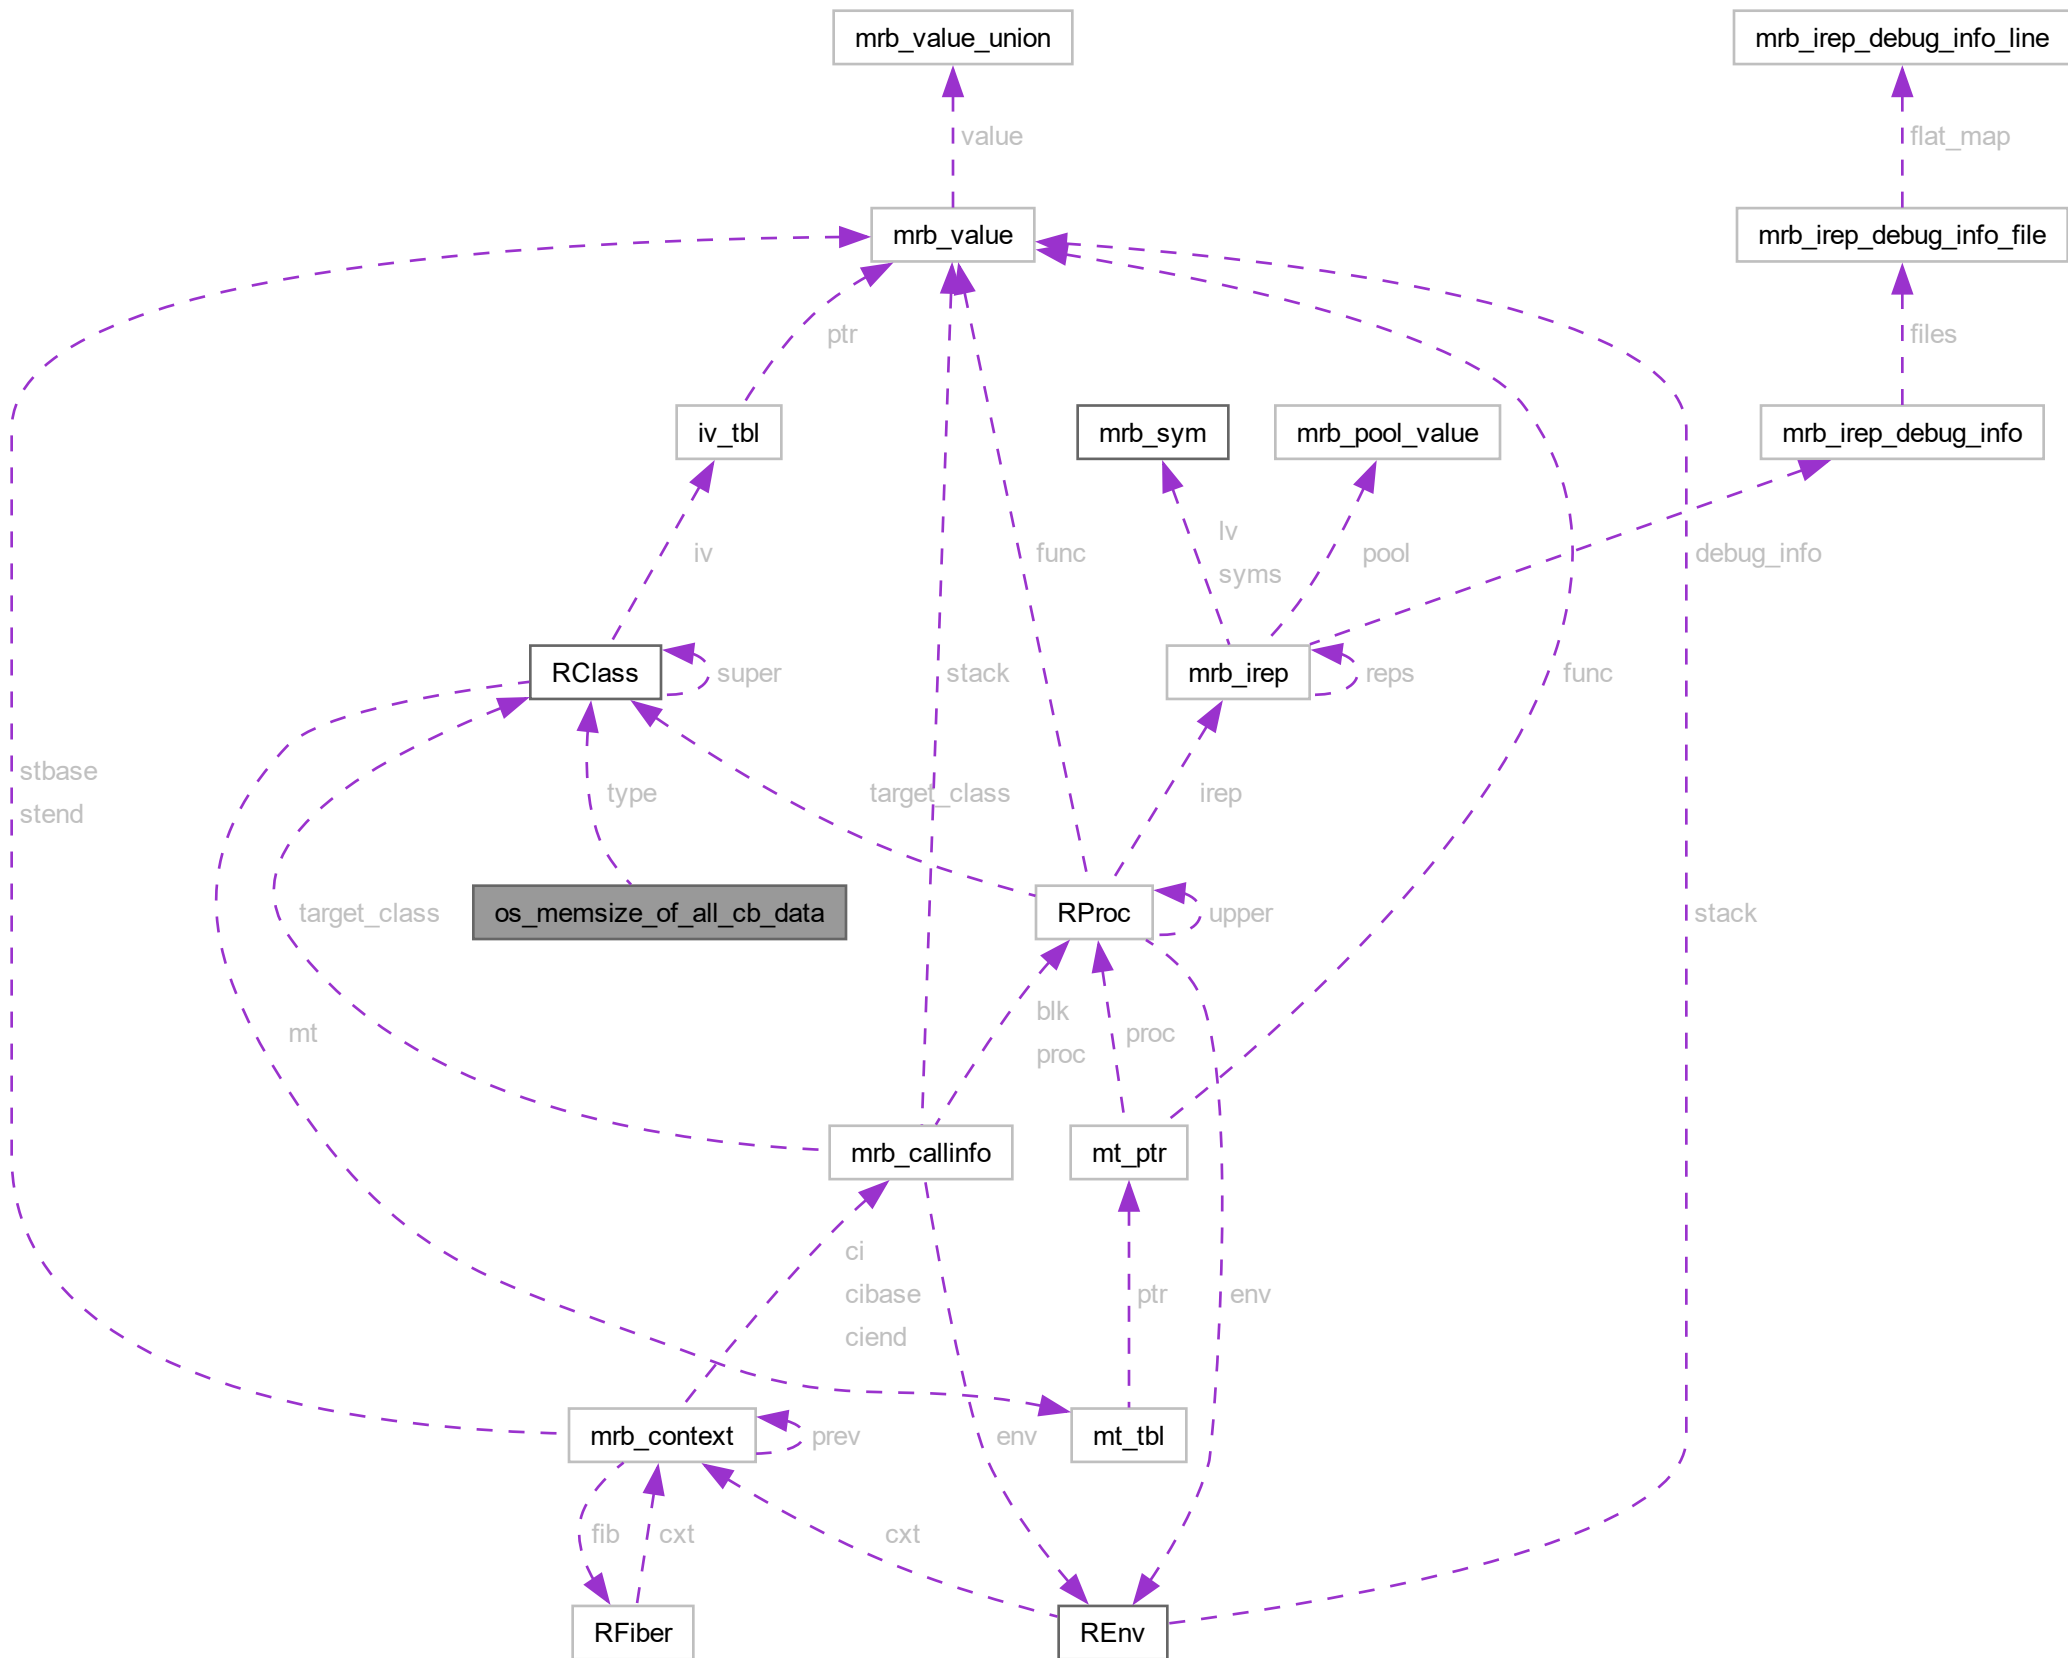 mrb_value_union
mrb_irep_debug_info_line
value
flat_map
mrb_value
mrb_irep_debug_info_file
ptr
files
iv_tbl
mrb_sym
mrb_pool_value
mrb_irep_debug_info
iv
func
lv
syms
pool
debug_info
RClass
super
stack
mrb_irep
reps
func
stbase
stend
type
target_class
irep
target_class
os_memsize_of_all_cb_data
RProc
upper
stack
mt
blk
proc
proc
mrb_callinfo
mt_ptr
ci
cibase
ciend
ptr
env
mrb_context
prev
env
mt_tbl
fib
cxt
cxt
RFiber
REnv